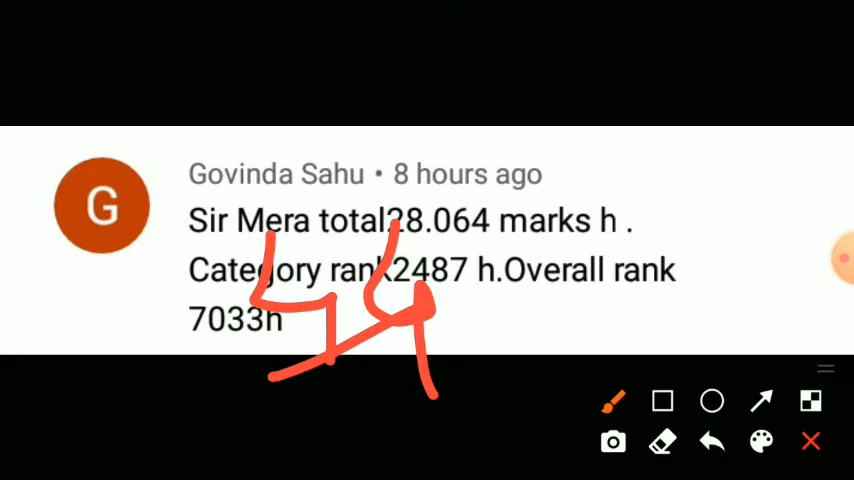 G
Govinda Sahu • 8 hours ago
Sir Mera total28.064 marks h .
Category rank2487 h.Overall rank
7033h